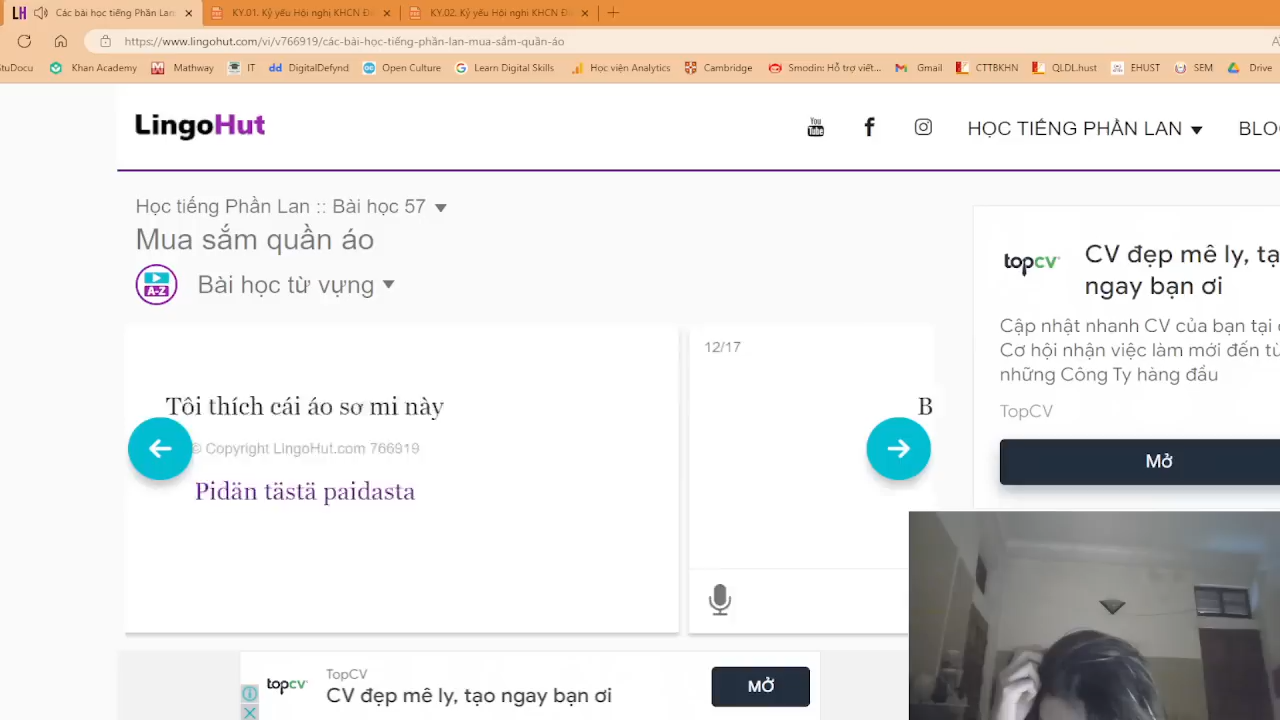 Các bài học tiếng Phần Lan
KY.01. Kỷ yếu Hội nghị KHCN
KY.02. Kỷ yếu Hội nghị KHCN
https://www.lingohut.com/vi/v766919/các-bài-học-tiếng-phần-lan-mua-sắm-quần-áo
StuDocu Khan Academy Mathway IT DigitalDefynd Open Culture Learn Digital Skills Học viện Analytics Cambridge Smodin: Hỗ trợ viết... Gmail CTTBKHN QLDL.hust EHUST SEM Drive
LingoHut
You Tube
HỌC TIẾNG PHẦN LAN
BLO
Học tiếng Phần Lan :: Bài học 57
Mua sắm quần áo
A-Z
Bài học từ vựng
Tôi thích cái áo sơ mi này
© Copyright LingoHut.com 766919
Pidän tästä paidasta
12/17
B
topcv
CV đẹp mê ly, tạ
ngay bạn ơi
Cập nhật nhanh CV của bạn tại
Cơ hội nhận việc làm mới đến từ
những Công Ty hàng đầu
TopCV
Mở
topcv
TopCV
CV đẹp mê ly, tạo ngay bạn ơi
MỞ